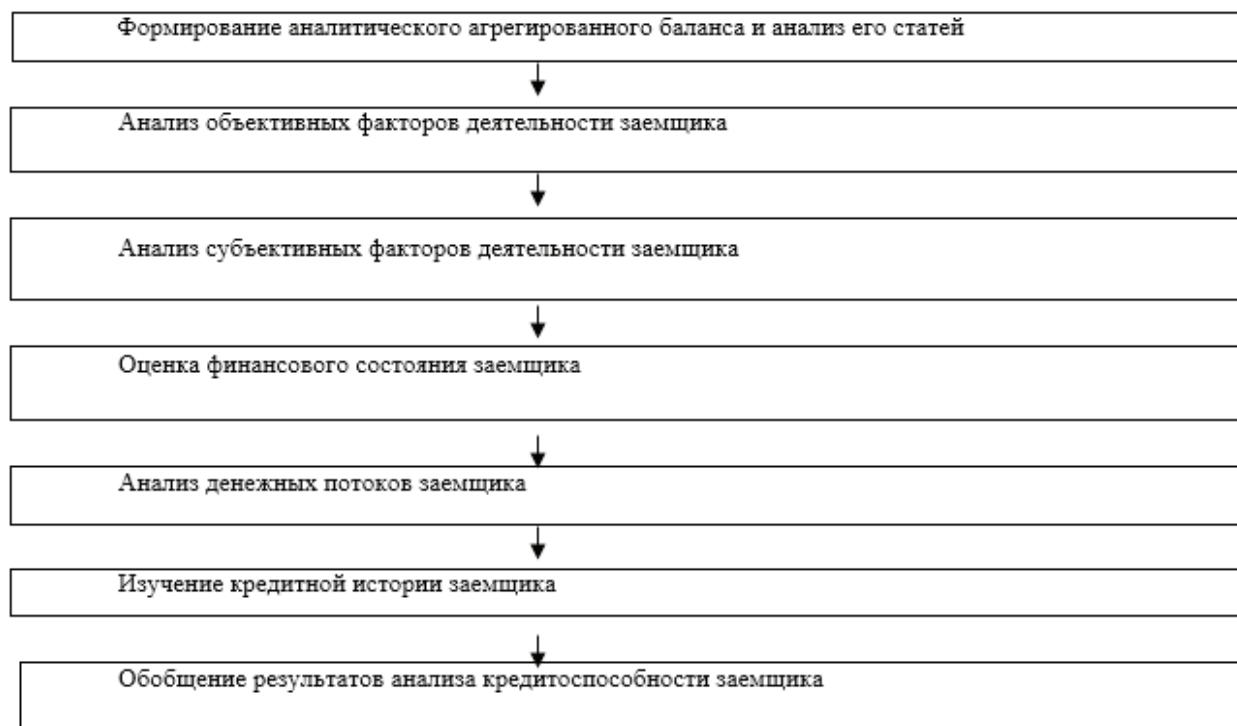 Формирование аналитического агрегированного баланса и анализ его статей
Анализ объективных факторов деятельности заемщика
Анализ субъективных факторов деятельности заемщика
Оценка финансового состояния заемщика
Анализ денежных потоков заемщика
Изучение кредитной истории заемщика
Обобщение результатов анализа кредитоспособности заемщика